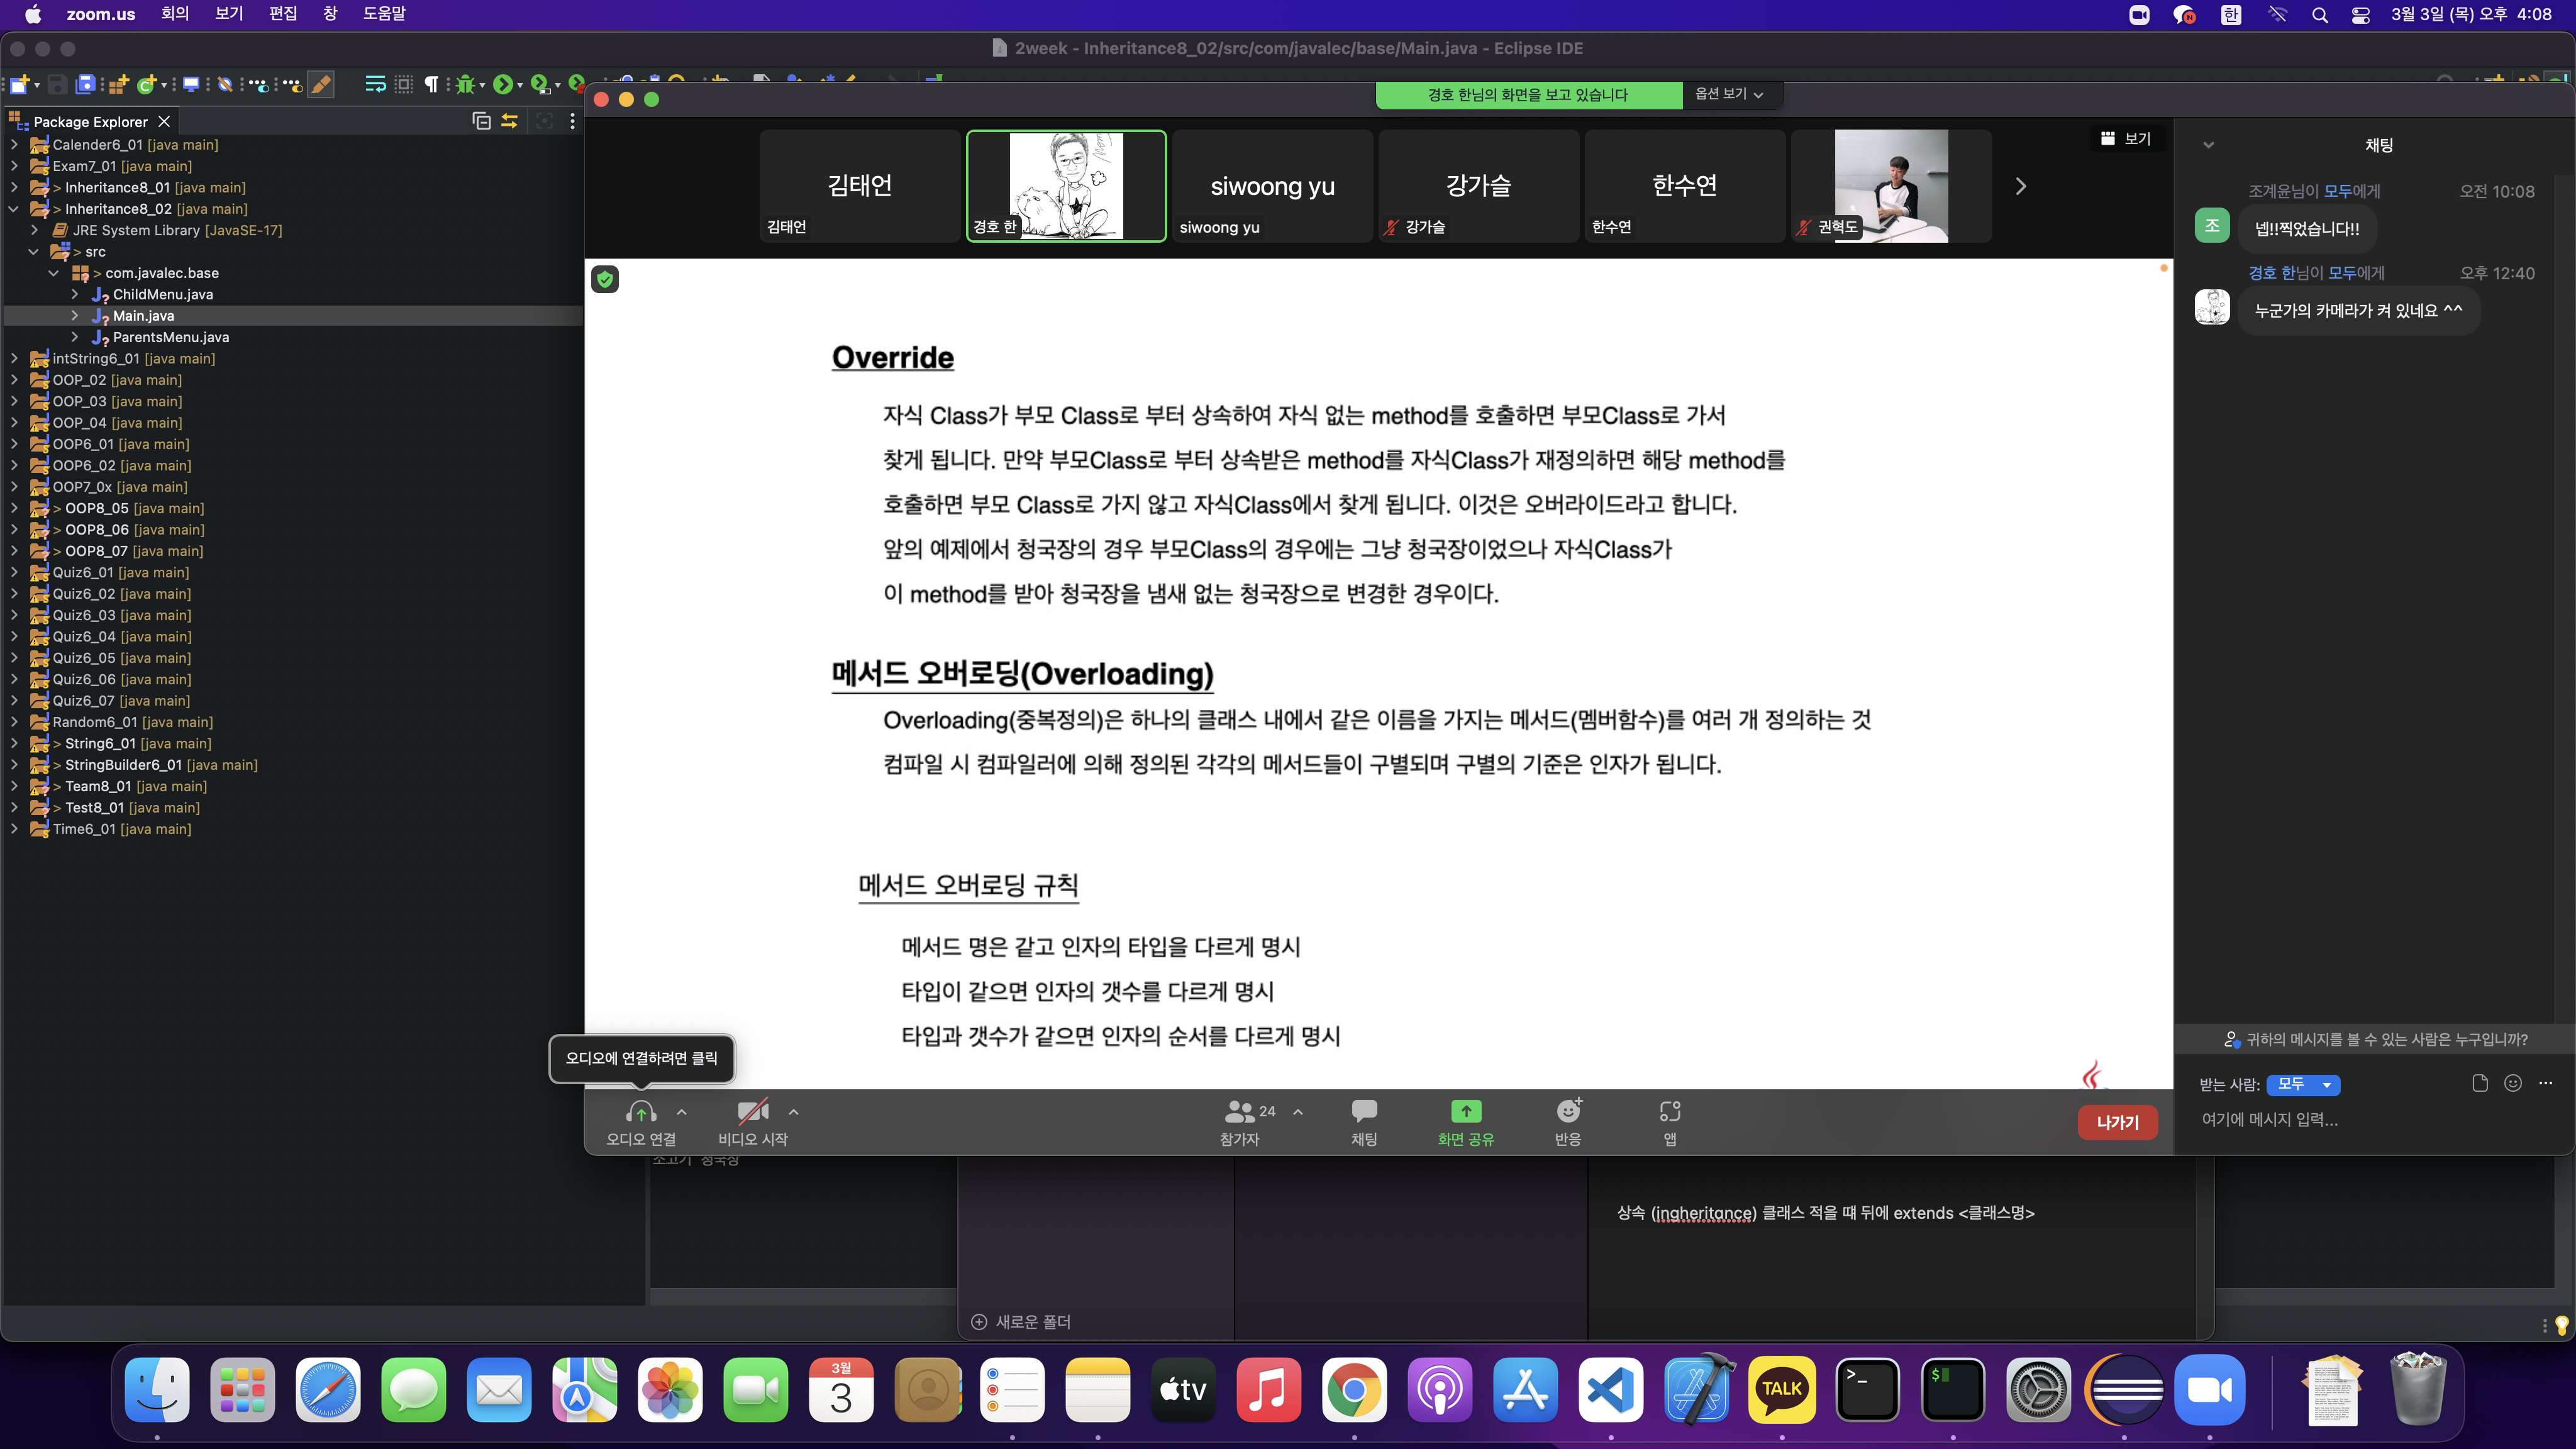 zoom.us 회의 보기 편집 창 도움말
한 3월 3일 (목) 오후 4:08
2week - Inheritance8_02/src/com/javalec/base/Main.java - Eclipse IDE
Package Explorer
Calender6_01 [java main]
Exam7_01 [java main]
> Inheritance8_01 [java main]
> Inheritance8_02 [java main]
JRE System Library [JavaSE-17]
> src
> com.javalec.base
ChildMenu.java
Main.java
ParentsMenu.java
intString6_01 [java main]
OOP_02 [java main]
OOP_03 [java main]
OOP_04 [java main]
OOP6_01 [java main]
OOP6_02 [java main]
OOP7_0x [java main]
> OOP8_05 [java main]
> OOP8_06 [java main]
> OOP8_07 [java main]
Quiz6_01 [java main]
Quiz6_02 [java main]
Quiz6_03 [java main]
Quiz6_04 [java main]
Quiz6_05 [java main]
Quiz6_06 [java main]
Quiz6_07 [java main]
Random6_01 [java main]
> String6_01 [java main]
> StringBuilder6_01 [java main]
> Team8_01 [java main]
> Test8_01 [java main]
Time6_01 [java main]
경호 한님의 화면을 보고 있습니다 옵션 보기
보기
김태언 siwoong yu 강가슬 한수연
김태언 경호 한 siwoong yu 강가슬 한수연 권혁도
Override
자식 Class가 부모 Class로 부터 상속하여 자식 없는 method를 호출하면 부모Class로 가서
찾게 됩니다. 만약 부모Class로 부터 상속받은 method를 자식Class가 재정의하면 해당 method를
호출하면 부모 Class로 가지 않고 자식Class에서 찾게 됩니다. 이것은 오버라이드라고 합니다.
앞의 예제에서 청국장의 경우 부모Class의 경우에는 그냥 청국장이었으나 자식Class가
이 method를 받아 청국장을 냄새 없는 청국장으로 변경한 경우이다.
메서드 오버로딩(Overloading)
Overloading(중복정의)은 하나의 클래스 내에서 같은 이름을 가지는 메서드(멤버함수)를 여러 개 정의하는 것
컴파일 시 컴파일러에 의해 정의된 각각의 메서드들이 구별되며 구별의 기준은 인자가 됩니다.
메서드 오버로딩 규칙
메서드 명은 같고 인자의 타입을 다르게 명시
타입이 같으면 인자의 갯수를 다르게 명시
타입과 갯수가 같으면 인자의 순서를 다르게 명시
오디오에 연결하려면 클릭
오디오 연결 비디오 시작 참가자 24 채팅 화면 공유 반응 앱 나가기
채팅
조계윤님이 모두에게 오전 10:08
조 넵!!찍었습니다!!
경호 한님이 모두에게 오후 12:40
누군가의 카메라가 켜 있네요 ^^
귀하의 메시지를 볼 수 있는 사람은 누구입니까?
받는 사람: 모두
여기에 메시지 입력...
소고기 청국장
상속 (ingheritance) 클래스 적을 떄 뒤에 extends <클래스명>
새로운 폴더
3월
3
tv
TALK
>_
$